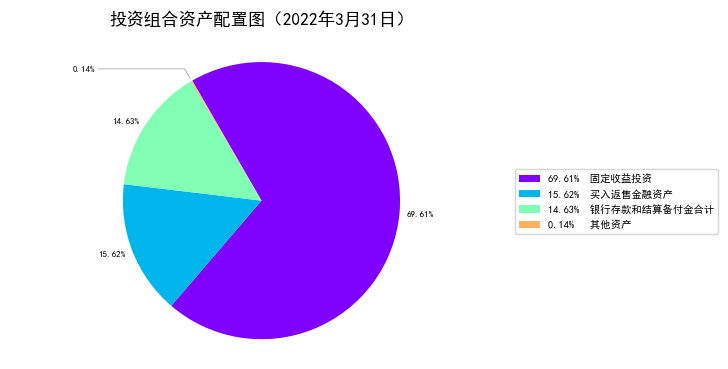 投资组合资产配置图（2022年3月31日）
0.14%
14.63%
69.61%
15.62%
69.61% 固定收益投资
15.62% 买入返售金融资产
14.63% 银行存款和结算备付金合计
0.14% 其他资产